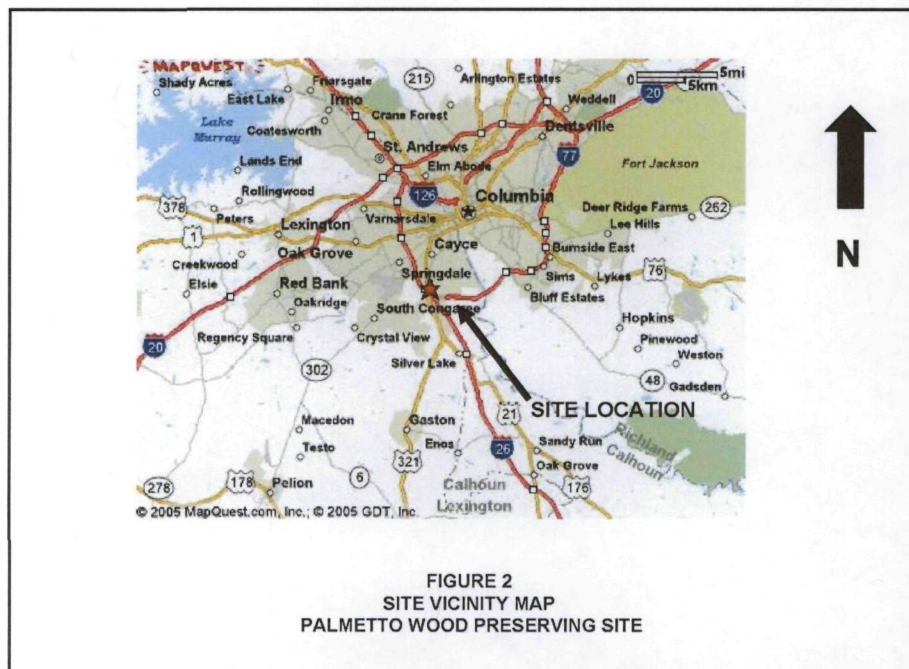 MAPQUEST
215
Arlington Estates
0 5mi
5km
Shady Acres
Friarsgate
20
East Lake
Irmo
Weddell
Lake
Murray
Crane Forest
Coatesworth
Dentsville
St. Andrews
77
Lands End
Elm Abode
Fort Jackson
126
Columbia
Rollingwood
378
Peters
Varnarsdale
Deer Ridge Farms
262
Lexington
Lee Hills
1
Cayce
Burnside East
Oak Grove
Creekwood
Springdale
Sims
76
Elsie
Red Bank
Lykes
Bluff Estates
Oakridge
South Congaree
Hopkins
Regency Square
Crystal View
20
Pinewood
Silver Lake
Weston
302
48
Gadsden
21
SITE LOCATION
Macedon
Gaston
Richland
Calhoun
Testo
Enos
26
Sandy Run
321
Oak Grove
278
178
Pelion
6
Calhoun
Lexington
176
© 2005 MapQuest.com, Inc.; © 2005 GDT, Inc.
N
FIGURE 2
SITE VICINITY MAP
PALMETTO WOOD PRESERVING SITE